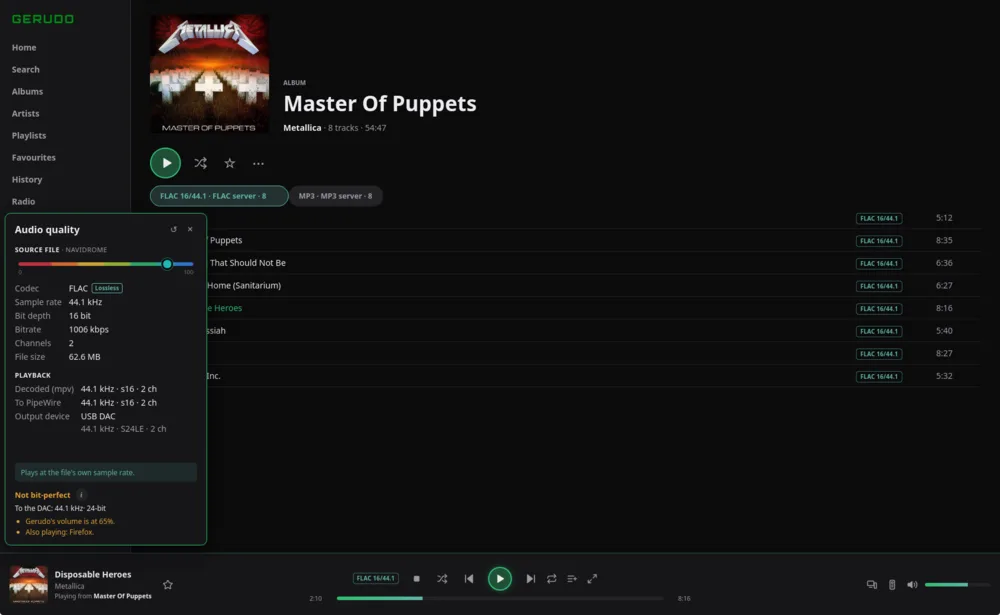 GERUDO
Home
Search
Albums
Artists
Playlists
Favourites
History
Radio
METALLICA
MASTER OF PUPPETS
ALBUM
Master Of Puppets
Metallica · 8 tracks · 54:47
FLAC 16/44.1 · FLAC server · 8
MP3 · MP3 server · 8
FLAC 16/44.1 5:12
Puppets FLAC 16/44.1 8:35
That Should Not Be FLAC 16/44.1 6:36
Home (Sanitarium) FLAC 16/44.1 6:27
e Heroes FLAC 16/44.1 8:16
ssiah FLAC 16/44.1 5:40
FLAC 16/44.1 8:27
Inc. FLAC 16/44.1 5:32
Audio quality
SOURCE FILE · NAVIDROME
0 100
Codec FLAC Lossless
Sample rate 44.1 kHz
Bit depth 16 bit
Bitrate 1006 kbps
Channels 2
File size 62.6 MB
PLAYBACK
Decoded (mpv) 44.1 kHz · s16 · 2 ch
To PipeWire 44.1 kHz · s16 · 2 ch
Output device USB DAC
44.1 kHz · S24LE · 2 ch
Plays at the file's own sample rate.
Not bit-perfect i
To the DAC: 44.1 kHz · 24-bit
• Gerudo's volume is at 65%.
• Also playing: Firefox.
METALLICA
Disposable Heroes
Metallica
Playing from Master Of Puppets
FLAC 16/44.1
2:10
8:16